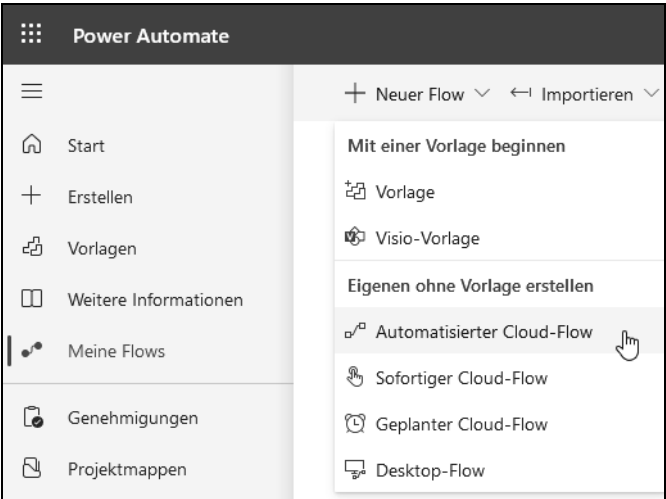 Power Automate
Neuer Flow
Importieren
Start
Erstellen
Vorlagen
Weitere Informationen
Meine Flows
Genehmigungen
Projektmappen
Mit einer Vorlage beginnen
Vorlage
Visio-Vorlage
Eigenen ohne Vorlage erstellen
Automatisierter Cloud-Flow
Sofortiger Cloud-Flow
Geplanter Cloud-Flow
Desktop-Flow